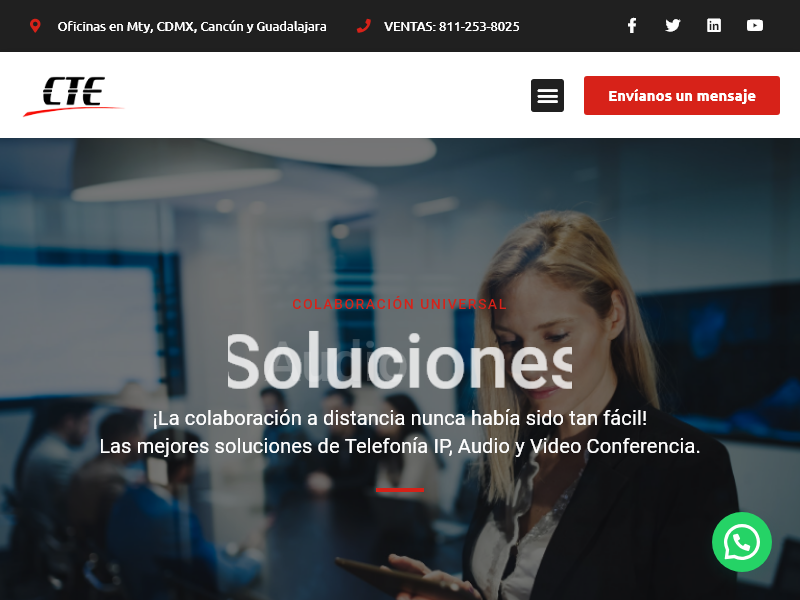 Oficinas en Mty, CDMX, Cancún y Guadalajara
VENTAS: 811-253-8025
CTE
Envíanos un mensaje
COLABORACIÓN UNIVERSAL
Soluciones
Audio
¡La colaboración a distancia nunca había sido tan fácil!
Las mejores soluciones de Telefonía IP, Audio y Video Conferencia.